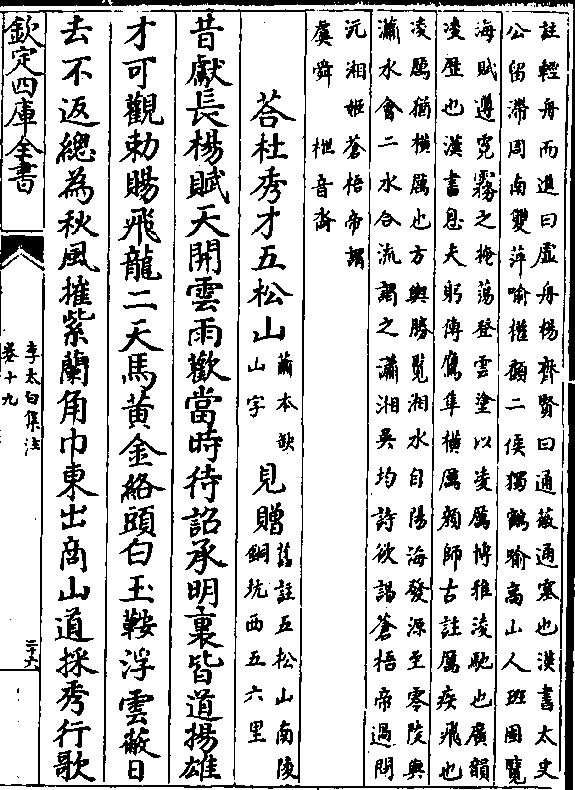 註輕舟而進曰虛舟楊齊賢曰通蔽通塞也漢書太史
公留滯周南雙萍喻權顧二侯獨鶴喻高山人班固覽
海賦遵霓霧之掩蕩登雲塗以凌厲博雅淩馳也廣韻
凌歷也漢書息夫躬傳鷹隼橫厲顏師古註厲疾飛也
凌厲猶橫厲也方輿勝覽湘水自陽海發源至零陵與
瀟水會二水合流謂之瀟湘吳均詩欲謁蒼梧帝過問
沅湘姬蒼梧帝謂
虞舜 枻音裔
荅杜秀才五松山蕭本缺山字見贈舊註五松山南陵銅坑西五六里
昔獻長楊賦天開雲雨歡當時待詔承明裏皆道揚雄
才可觀勅賜飛龍二天馬黃金絡頭白玉鞍浮雲蔽日
去不返總為秋風摧紫蘭角巾東出商山道採秀行歌
欽定四庫全書
李太白集注
卷十九
二十六